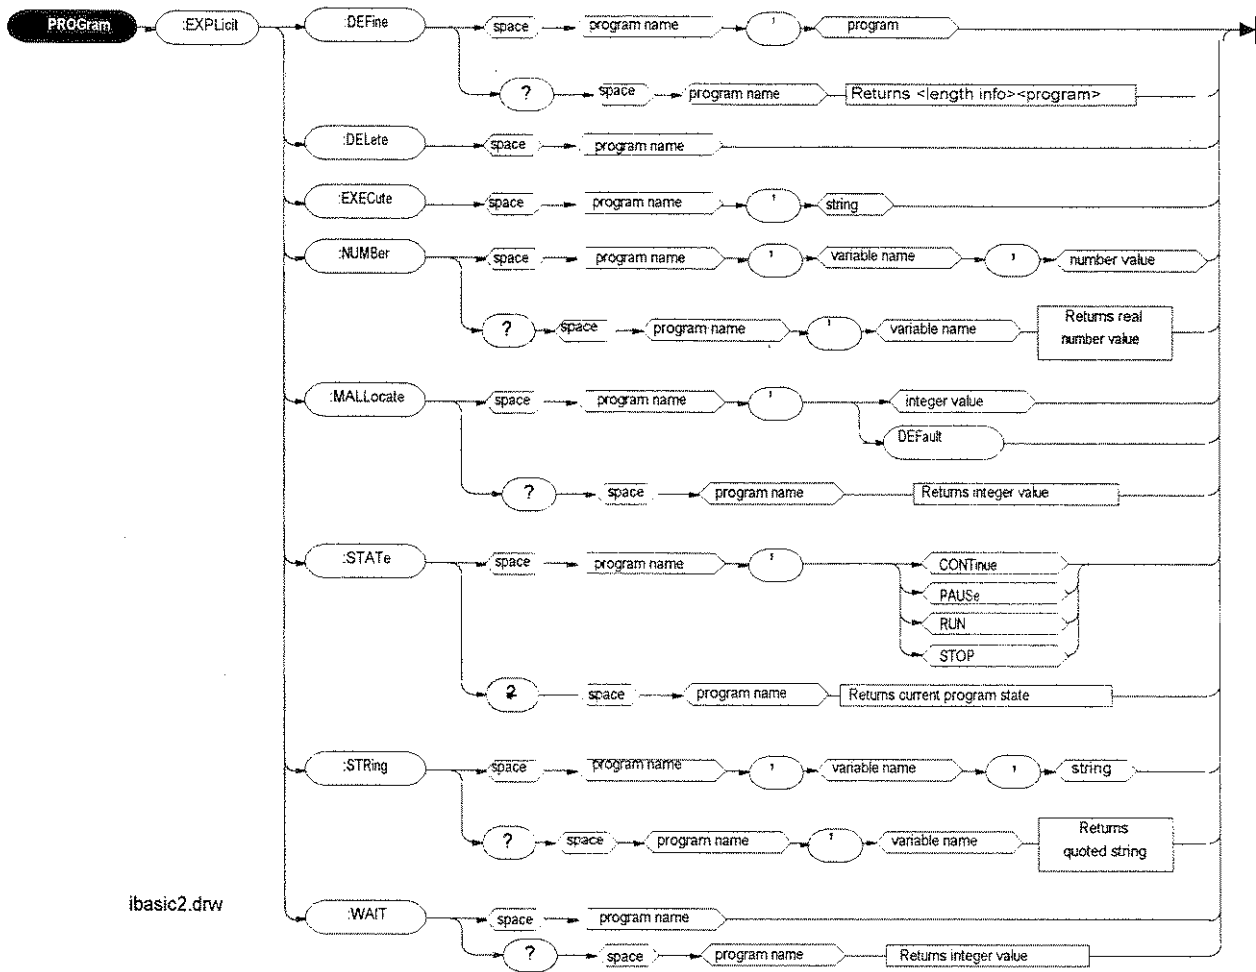 PROGram :EXPLicit :DEFine space program name , program
? space program name Returns <length info><program>
:DELete space program name
:EXECute space program name , string
:NUMBer space program name , variable name , number value
? space program name , variable name Returns real
number value
:MALLocate space program name , integer value
DEFault
? space program name Returns integer value
:STATe space program name , CONTinue
PAUSe
RUN
STOP
? space program name Returns current program state
:STRing space program name , variable name , string
? space program name , variable name Returns
quoted string
ibasic2.drw
:WAIT space program name
? space program name Returns integer value